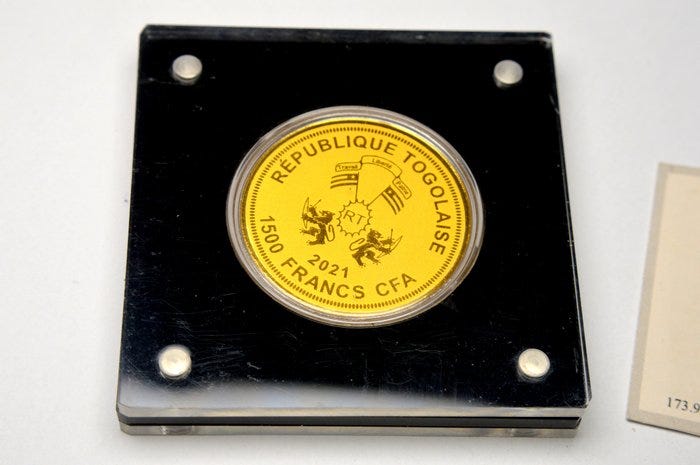 RÉPUBLIQUE TOGOLAISE
Travail Liberté Patrie
RT
2021
1500 FRANCS CFA
173.9